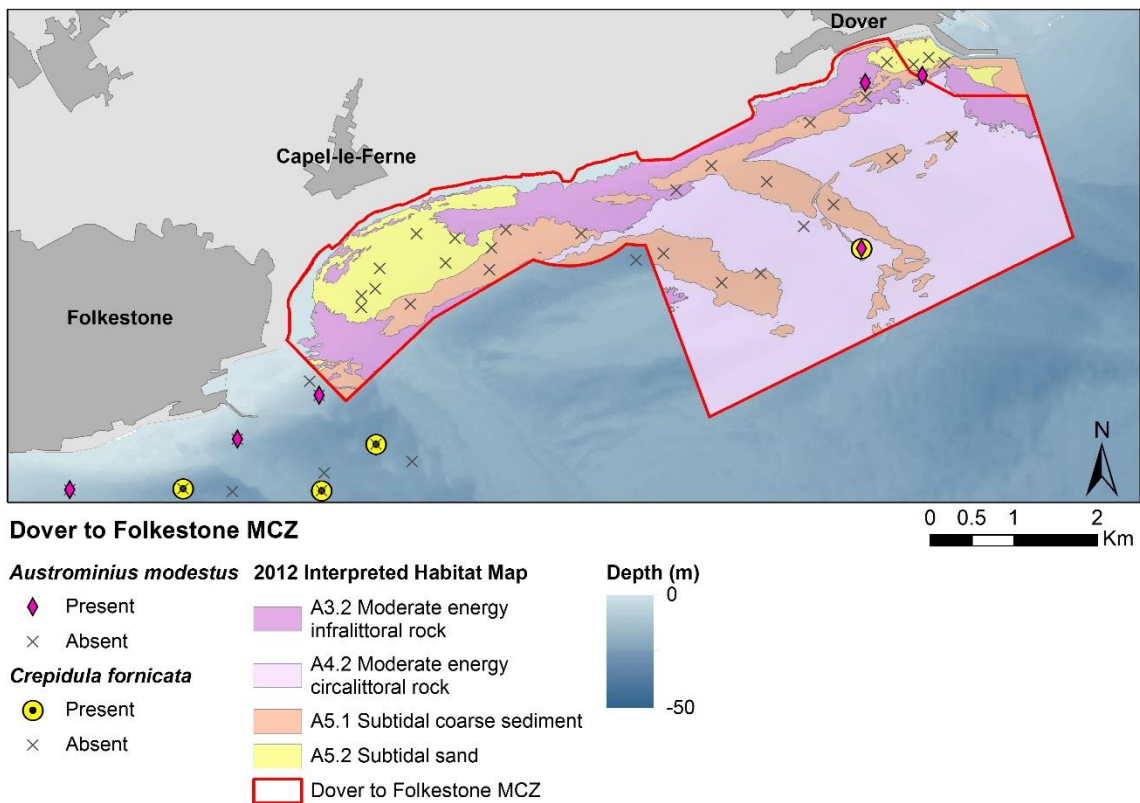 Dover
Capel-le-Ferne
Folkestone
N
Dover to Folkestone MCZ
0 0.5 1 2
Km
Austrominius modestus
Present
Absent
Crepidula fornicata
Present
Absent
2012 Interpreted Habitat Map
A3.2 Moderate energy
infralittoral rock
A4.2 Moderate energy
circalittoral rock
A5.1 Subtidal coarse sediment
A5.2 Subtidal sand
Dover to Folkestone MCZ
Depth (m)
0
-50